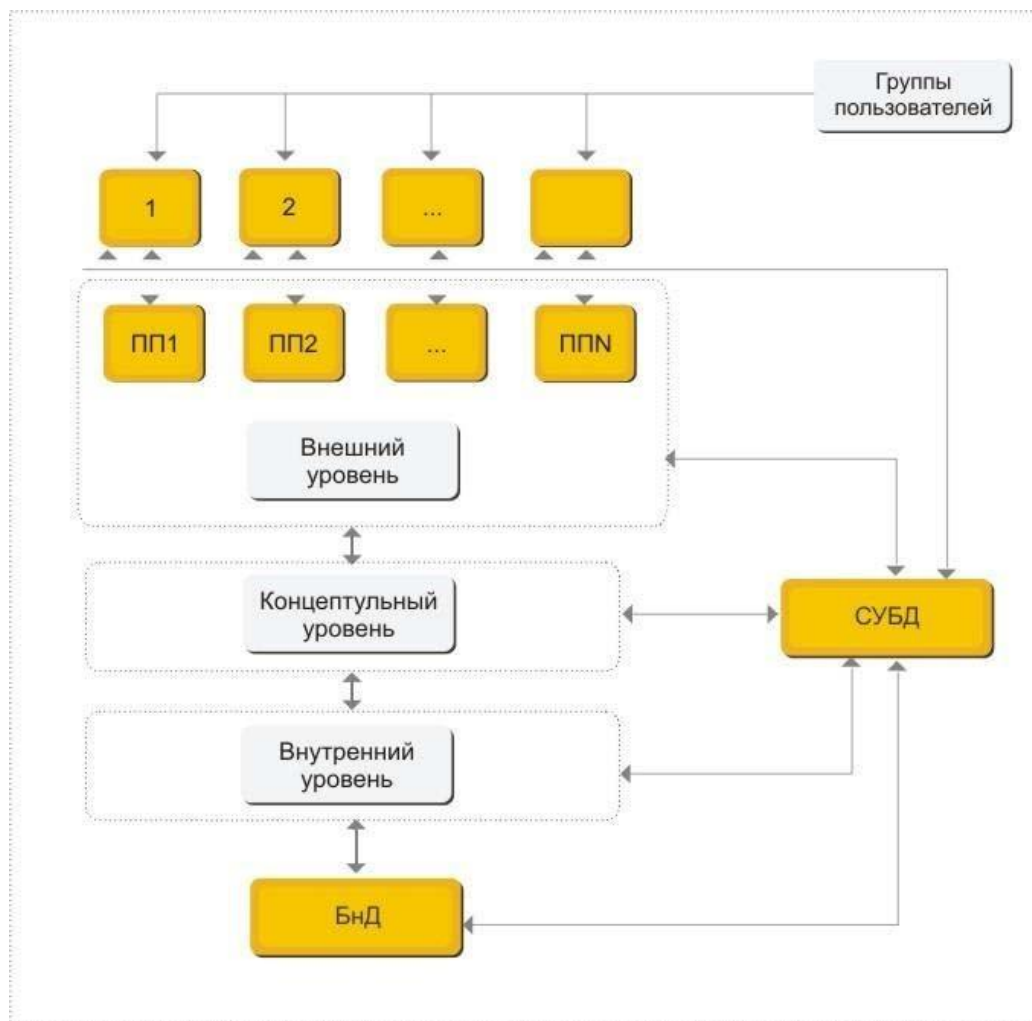 Группы
пользователей
1
2
...
ПП1
ПП2
...
ППN
Внешний
уровень
Концептульный
уровень
СУБД
Внутренний
уровень
БнД